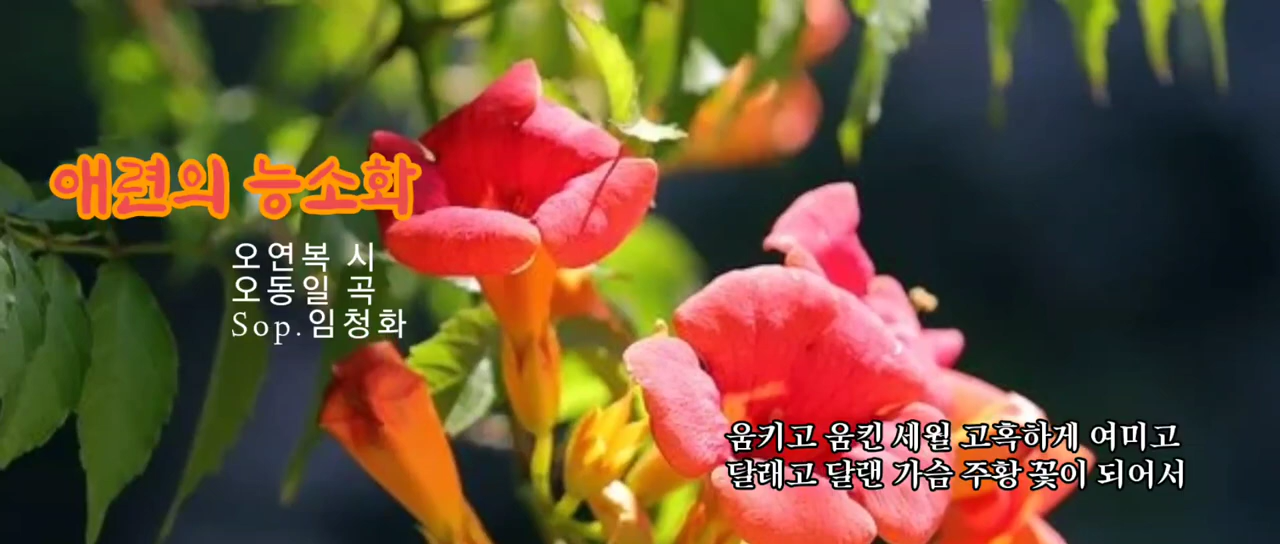 애련의 능소화
오연복 시
오동일 곡
Sop.임청화
움키고 움킨 세월 고혹하게 여미고
달래고 달랜 가슴 주황 꽃이 되어서